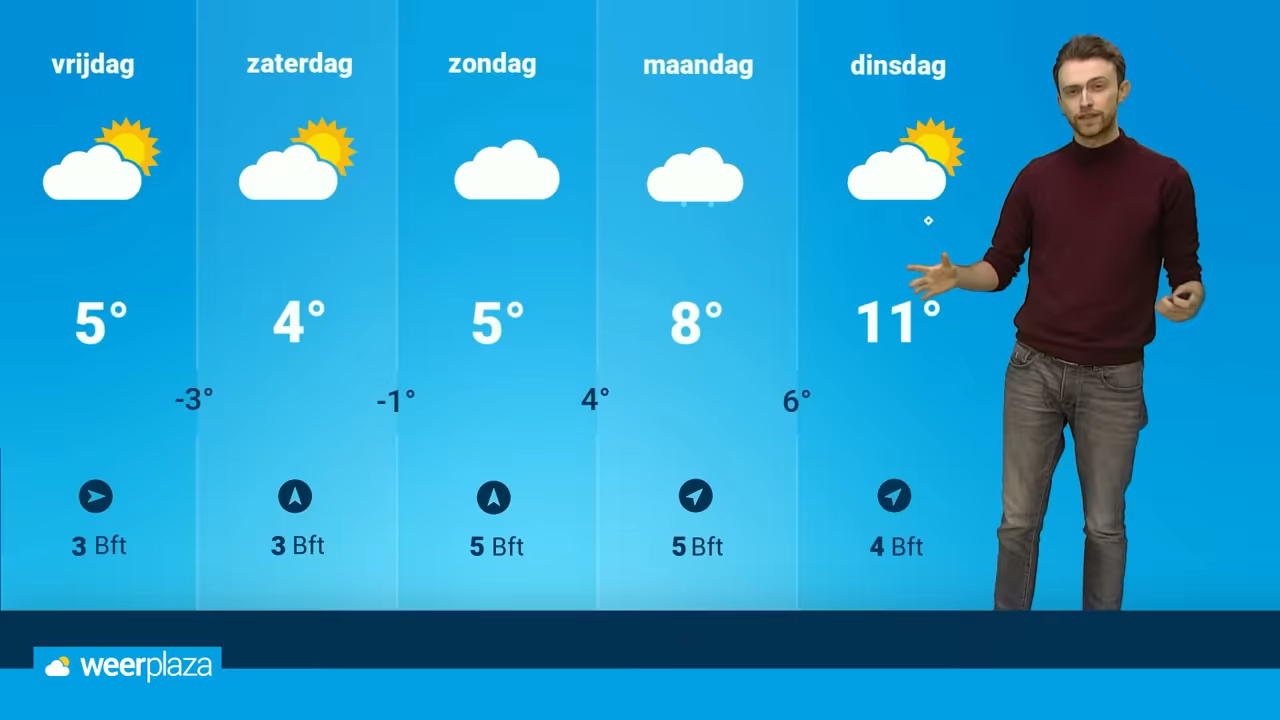 vrijdag zaterdag zondag maandag dinsdag
5° 4° 5° 8° 11°
-3° -1° 4° 6°
3 Bft 3 Bft 5 Bft 5 Bft 4 Bft
weerplaza